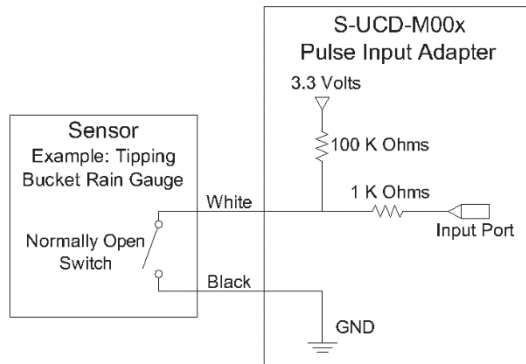 S-UCD-M00x
Pulse Input Adapter
3.3 Volts
Sensor
Example: Tipping
Bucket Rain Gauge
100 K Ohms
White
1 K Ohms
Input Port
Normally Open
Switch
Black
GND